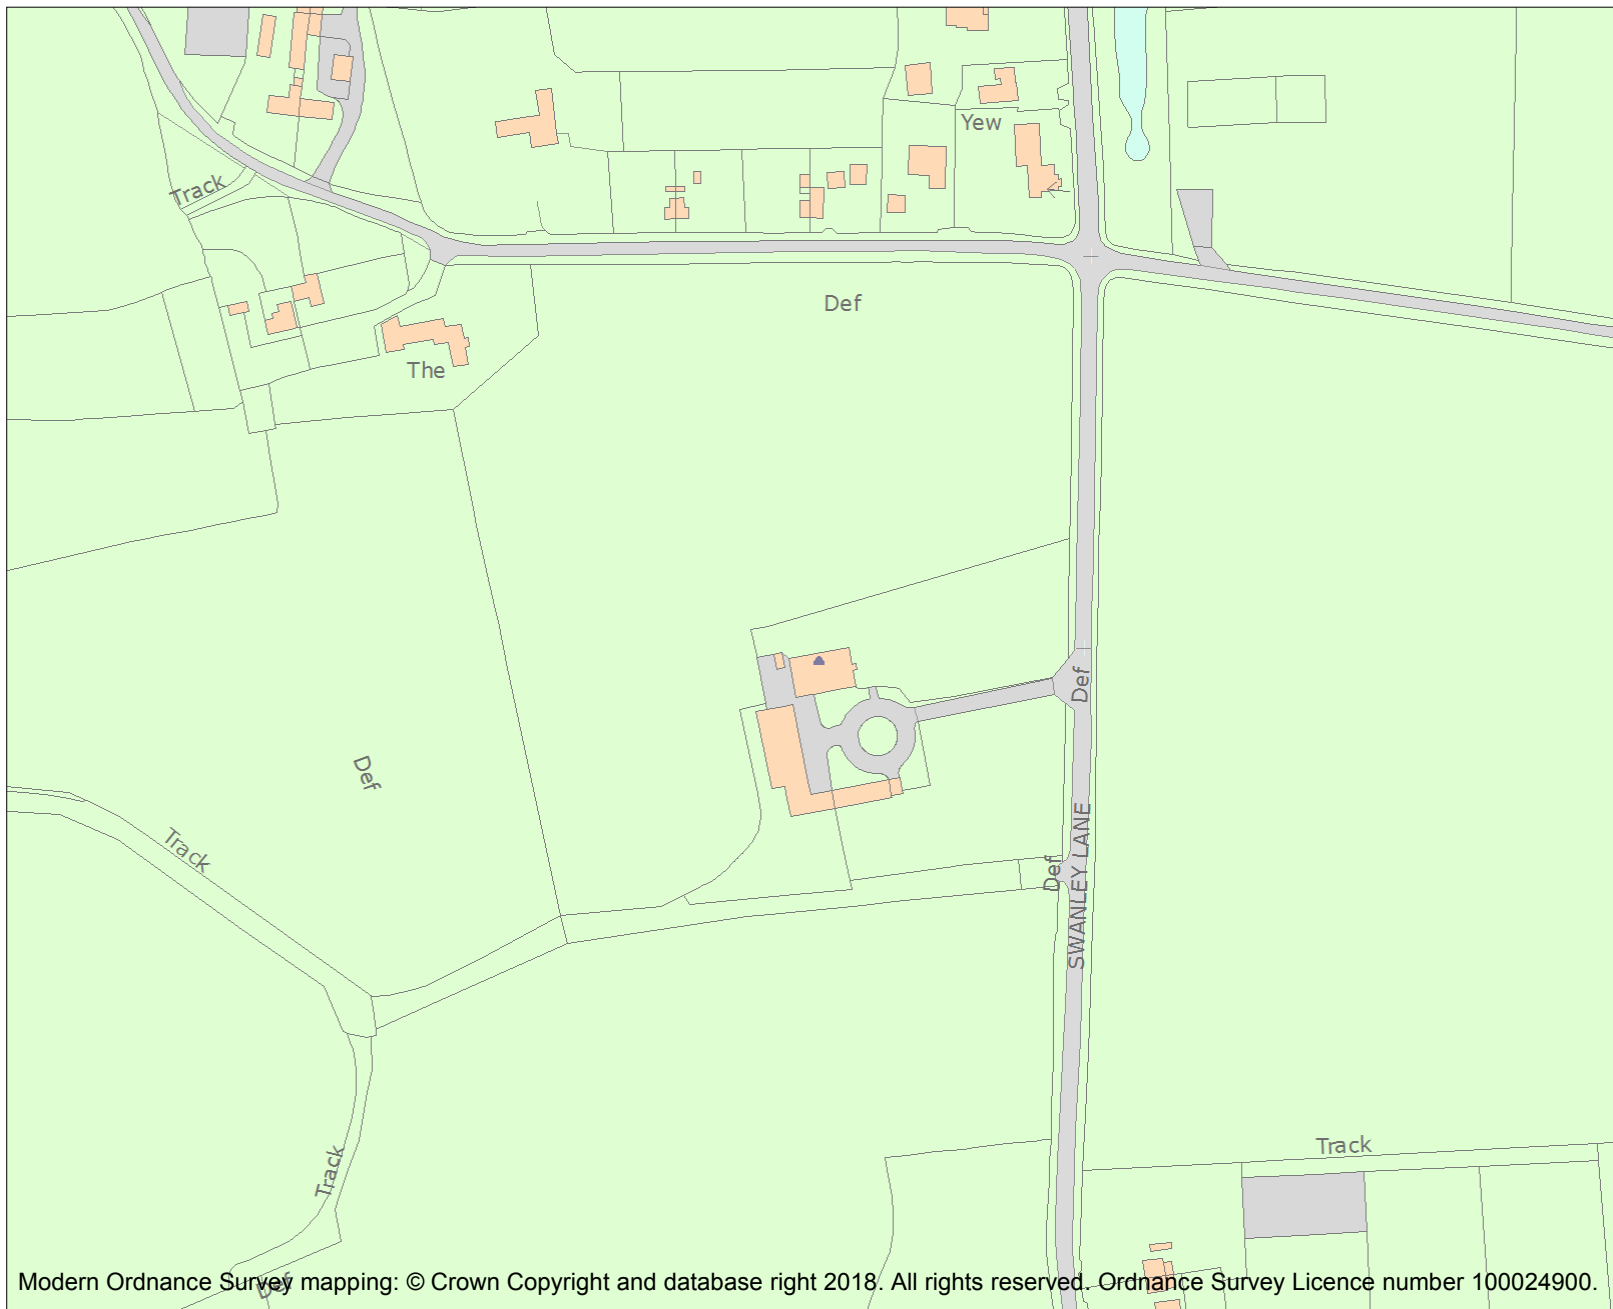 Yew
Track
Def
The
Def
Def
Track
Def
SWANLEY LANE
Track
Track
Def
Modern Ordnance Survey mapping: © Crown Copyright and database right 2018. All rights reserved. Ordnance Survey Licence number 100024900.